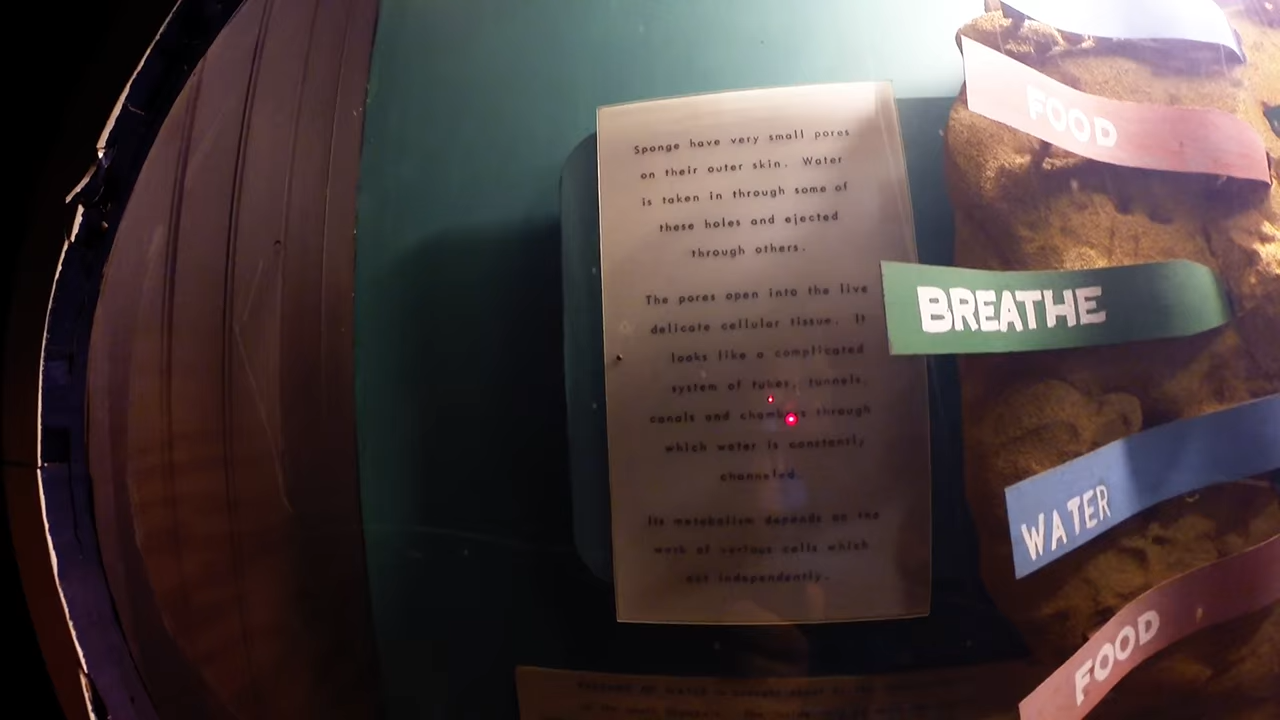 Sponge have very small pores
on their outer skin. Water
is taken in through some of
these holes and ejected
through others.
The pores open into the live
delicate cellular tissue. It
looks like a complicated
system of tubes, tunnels,
canals and chambers through
which water is constantly
channeled.
Its metabolism depends on the
work of various cells which
act independently.
FOOD
BREATHE
WATER
FOOD